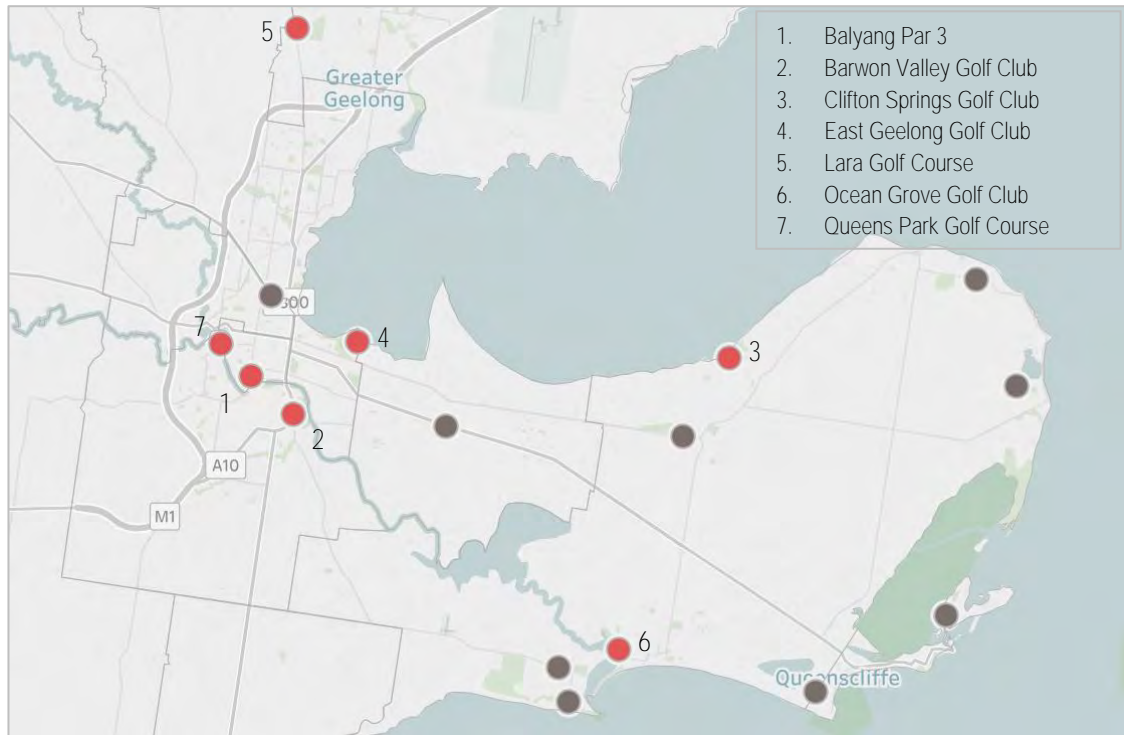 1. Balyang Par 3
2. Barwon Valley Golf Club
3. Clifton Springs Golf Club
4. East Geelong Golf Club
5. Lara Golf Course
6. Ocean Grove Golf Club
7. Queens Park Golf Course
5
Greater
Geelong
7
4
3
1
2
A10
M1
6